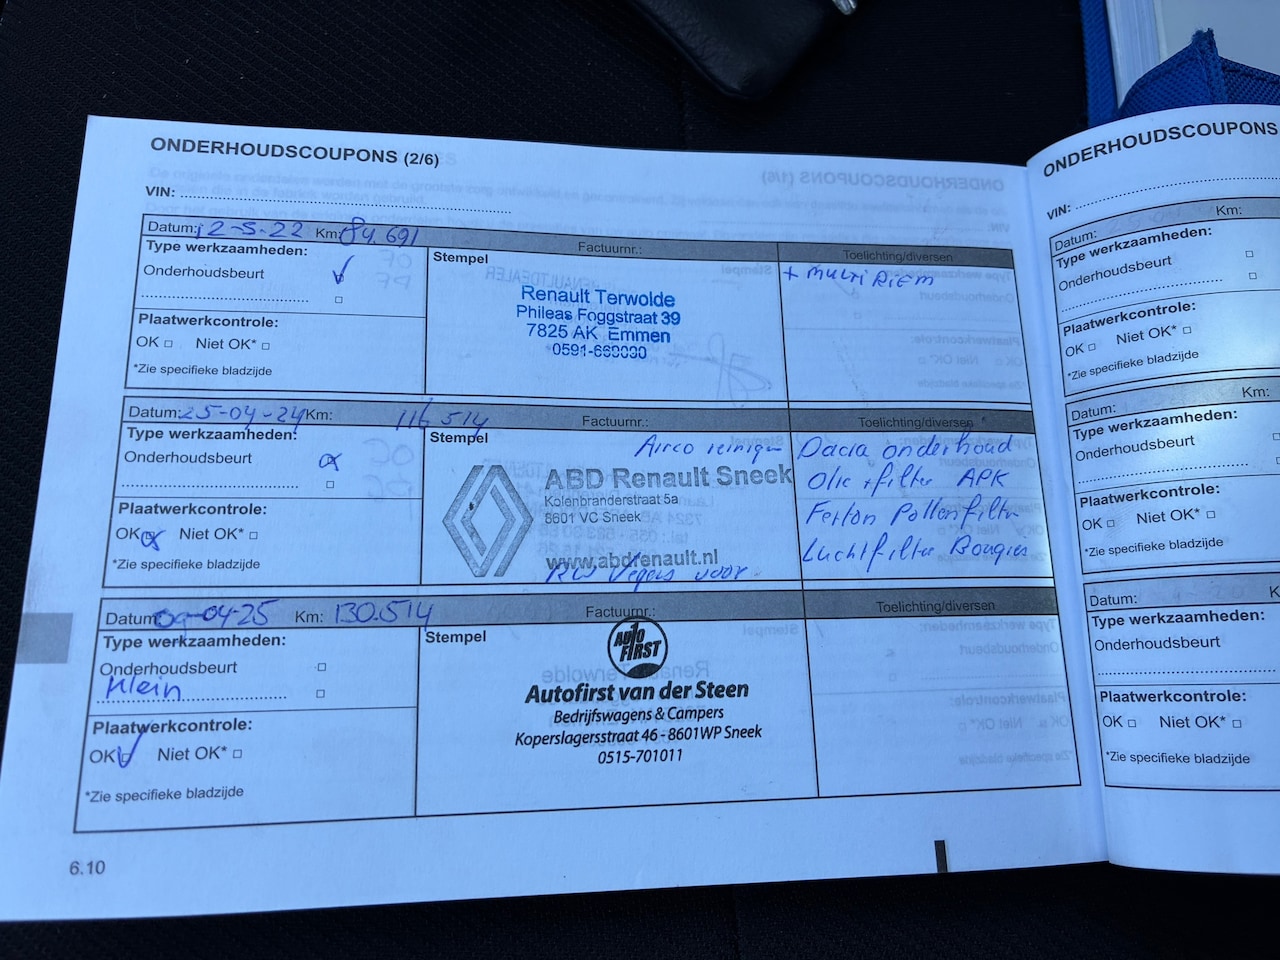 ONDERHOUDSCOUPONS (2/6)
VIN:
Datum: 12-5-22 Km: 84.691 Factuurnr.: Toelichting/diversen
Type werkzaamheden:
Onderhoudsbeurt
Stempel
Renault Terwolde
Phileas Foggstraat 39
7825 AK Emmen
+ MULTI RIEM
Plaatwerkcontrole:
OK Niet OK*
*Zie specifieke bladzijde
Datum: 25-04-24 Km: 116 514 Factuurnr.: Toelichting/diversen
Type werkzaamheden:
Onderhoudsbeurt
Stempel
Airco reinigen
ABD Renault Sneek
Kolenbranderstraat 5a
8601 VC Sneek
www.abdrenault.nl
voor
Dacia onderhoud
Olie + filter APK
Pollenfilter
Luchtfilter Bougies
Plaatwerkcontrole:
OK Niet OK*
*Zie specifieke bladzijde
Datum: 09-04-25 Km: 130.514 Factuurnr.: Toelichting/diversen
Type werkzaamheden:
Onderhoudsbeurt
Klein
Stempel
AUTO
FIRST
Autofirst van der Steen
Bedrijfswagens & Campers
Koperslagersstraat 46 - 8601WP Sneek
0515-701011
Plaatwerkcontrole:
OK Niet OK*
*Zie specifieke bladzijde
6.10
ONDERHOUDSCOUPONS
VIN:
Datum: Km:
Type werkzaamheden:
Onderhoudsbeurt
Plaatwerkcontrole:
OK Niet OK*
*Zie specifieke bladzijde
Datum: Km:
Type werkzaamheden:
Onderhoudsbeurt
Plaatwerkcontrole:
OK Niet OK*
*Zie specifieke bladzijde
Datum:
Type werkzaamheden:
Onderhoudsbeurt
Plaatwerkcontrole:
OK Niet OK*
*Zie specifieke bladzijde